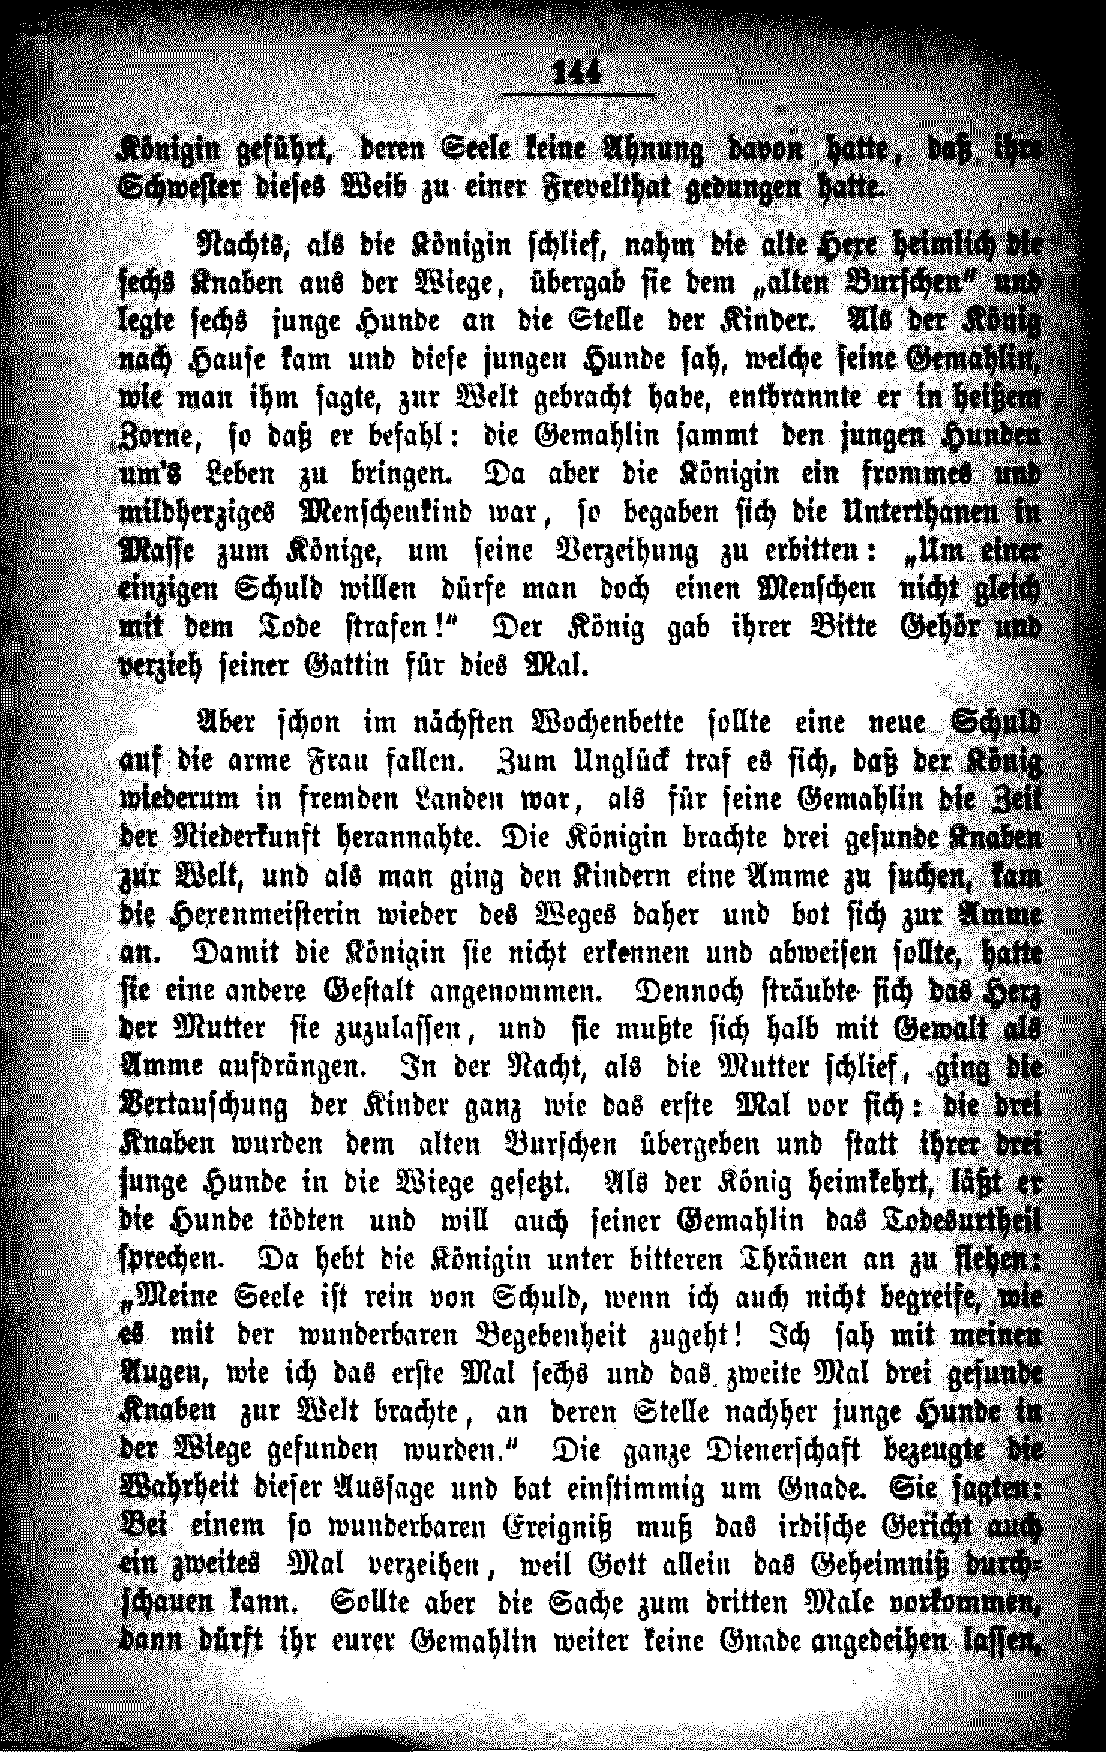 144
Königin geführt, deren Seele keine Ahnung davon hatte, daß ihre
Schwester dieses Weib zu einer Frevelthat gedungen hatte.
Nachts, als die Königin schlief, nahm die alte Hexe heimlich die
sechs Knaben aus der Wiege, übergab sie dem „alten Burschen“ und
legte sechs junge Hunde an die Stelle der Kinder. Als der König
nach Hause kam und diese jungen Hunde sah, welche seine Gemahlin,
wie man ihm sagte, zur Welt gebracht habe, entbrannte er in heißem
Zorne, so daß er befahl: die Gemahlin sammt den jungen Hunden
um's Leben zu bringen. Da aber die Königin ein frommes und
mildherziges Menschenkind war, so begaben sich die Unterthanen in
Masse zum Könige, um seine Verzeihung zu erbitten: „Um einer
einzigen Schuld willen dürfe man doch einen Menschen nicht gleich
mit dem Tode strafen!“ Der König gab ihrer Bitte Gehör und
verzieh seiner Gattin für dies Mal.
Aber schon im nächsten Wochenbette sollte eine neue Schuld
auf die arme Frau fallen. Zum Unglück traf es sich, daß der König
wiederum in fremden Landen war, als für seine Gemahlin die Zeit
der Niederkunft herannahte. Die Königin brachte drei gesunde Knaben
zur Welt, und als man ging den Kindern eine Amme zu suchen, kam
die Hexenmeisterin wieder des Weges daher und bot sich zur Amme
an. Damit die Königin sie nicht erkennen und abweisen sollte, hatte
sie eine andere Gestalt angenommen. Dennoch sträubte sich das Herz
der Mutter sie zuzulassen, und sie mußte sich halb mit Gewalt als
Amme aufdrängen. In der Nacht, als die Mutter schlief, ging die
Vertauschung der Kinder ganz wie das erste Mal vor sich: die drei
Knaben wurden dem alten Burschen übergeben und statt ihrer drei
junge Hunde in die Wiege gesetzt. Als der König heimkehrt, läßt er
die Hunde tödten und will auch seiner Gemahlin das Todesurtheil
sprechen. Da hebt die Königin unter bitteren Thränen an zu flehen:
„Meine Seele ist rein von Schuld, wenn ich auch nicht begreife, wie
es mit der wunderbaren Begebenheit zugeht! Ich sah mit meinen
Augen, wie ich das erste Mal sechs und das zweite Mal drei gesunde
Knaben zur Welt brachte, an deren Stelle nachher junge Hunde in
der Wiege gefunden wurden.“ Die ganze Dienerschaft bezeugte die
Wahrheit dieser Aussage und bat einstimmig um Gnade. Sie sagten:
Bei einem so wunderbaren Ereigniß muß das irdische Gericht auch
ein zweites Mal verzeihen, weil Gott allein das Geheimniß durch-
schauen kann. Sollte aber die Sache zum dritten Male vorkommen,
dann dürft ihr eurer Gemahlin weiter keine Gnade angedeihen lassen,